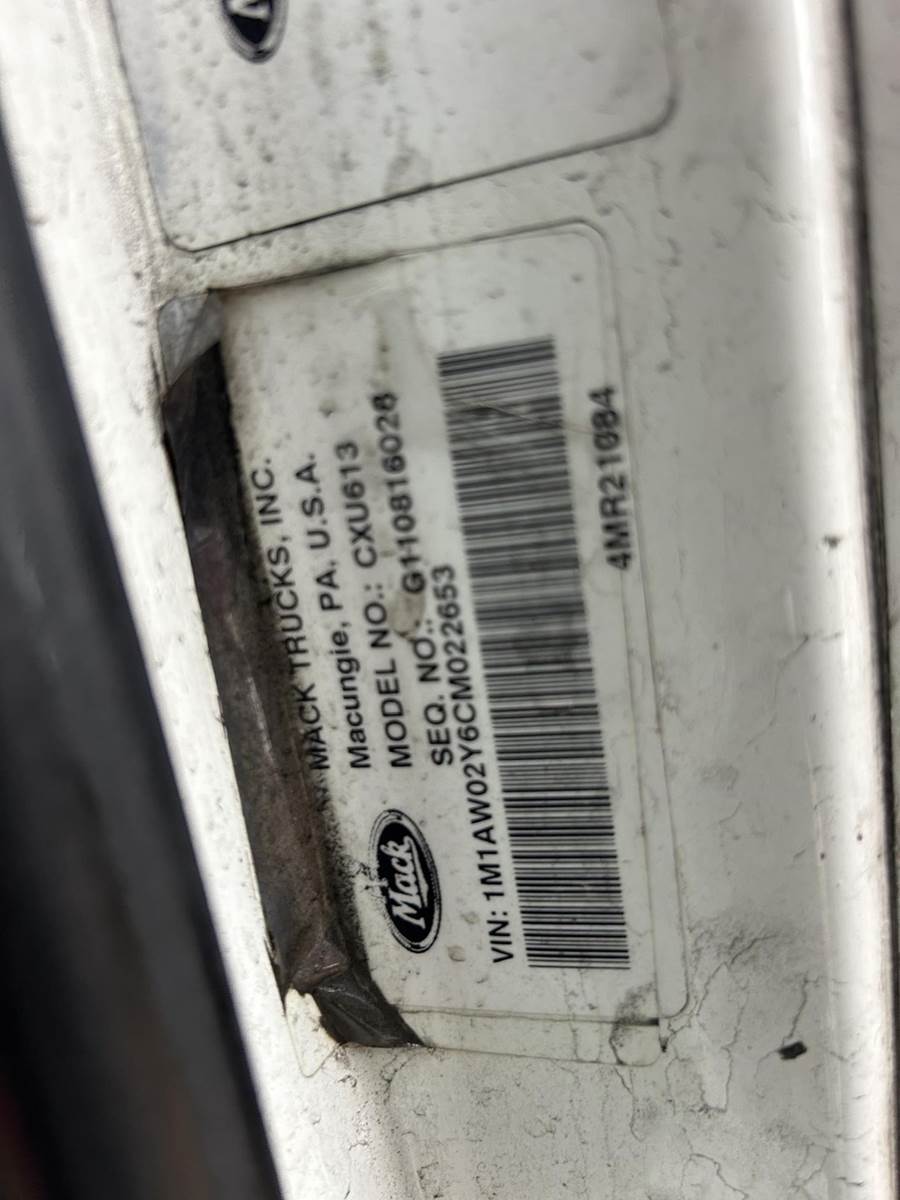 MACK TRUCKS, INC.
Macungie, PA, U.S.A.
MODEL NO.: CXU613
SEQ. NO.: G110816028
Mack
VIN: 1M1AW02Y6CM022653
4MR21084